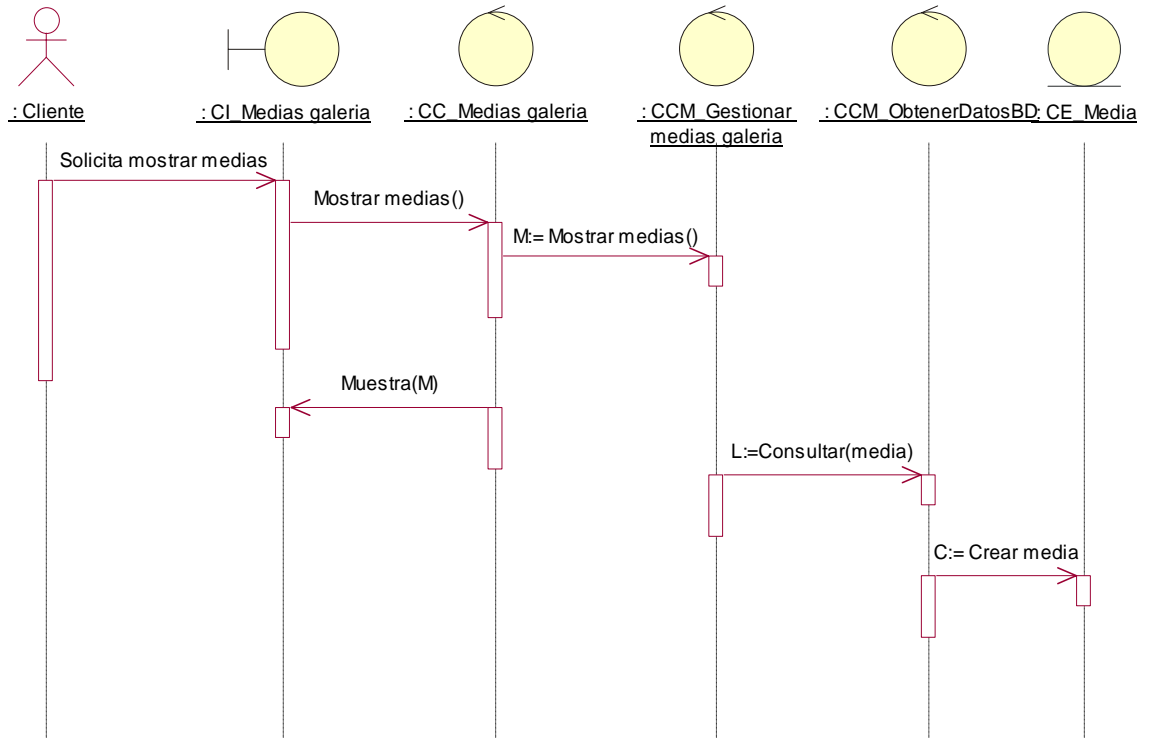 : Cliente
: CI_Medias galeria
: CC_Medias galeria
: CCM_Gestionar
medias galeria
: CCM_ObtenerDatosBD
: CE_Media
Solicita mostrar medias
Mostrar medias()
M:= Mostrar medias()
Muestra(M)
L:=Consultar(media)
C:= Crear media